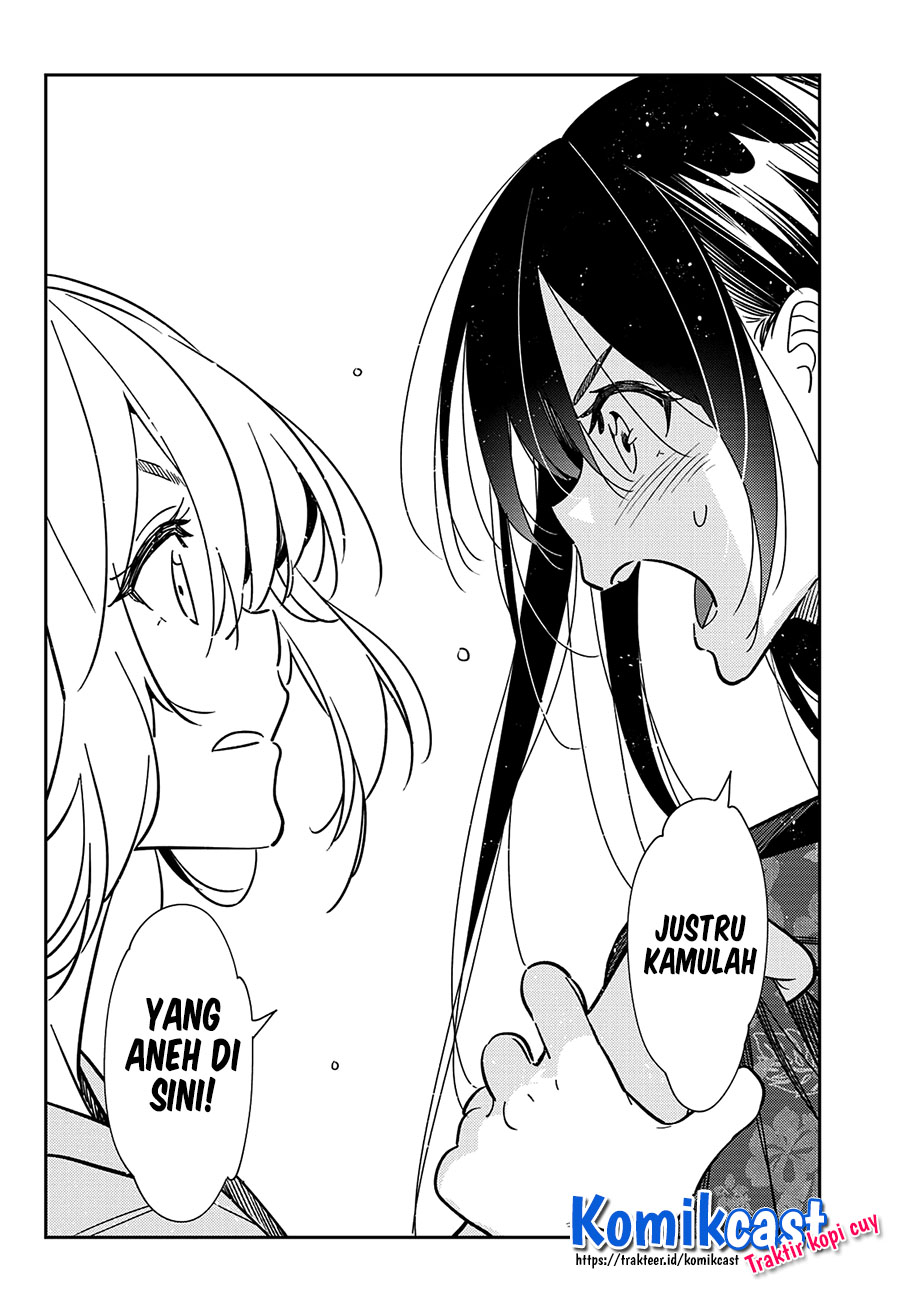 JUSTRU
KAMULAH
YANG
ANEH DI
SINI!
Komikcast
Traktir kopi cuy
https://trakteer.id/komikcast